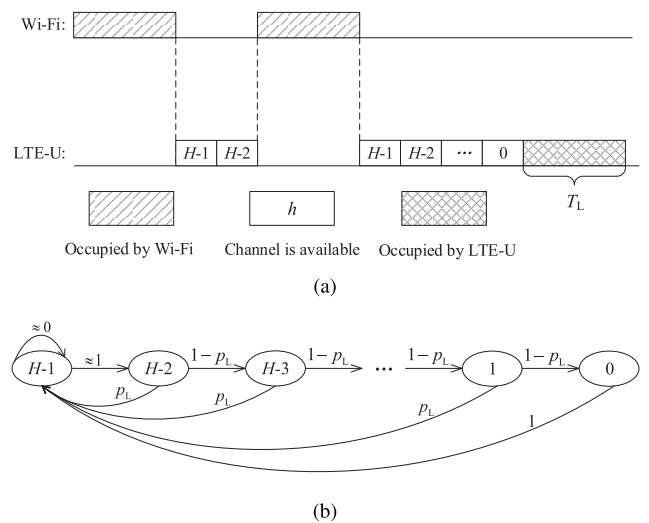 Wi-Fi:
LTE-U: H-1 H-2 H-1 H-2 ··· 0
T_L
h
Occupied by Wi-Fi Channel is available Occupied by LTE-U
(a)
≈0
H-1 ≈1 H-2 1−p_L H-3 1−p_L ··· 1−p_L 1 1−p_L 0
p_L p_L p_L 1
(b)